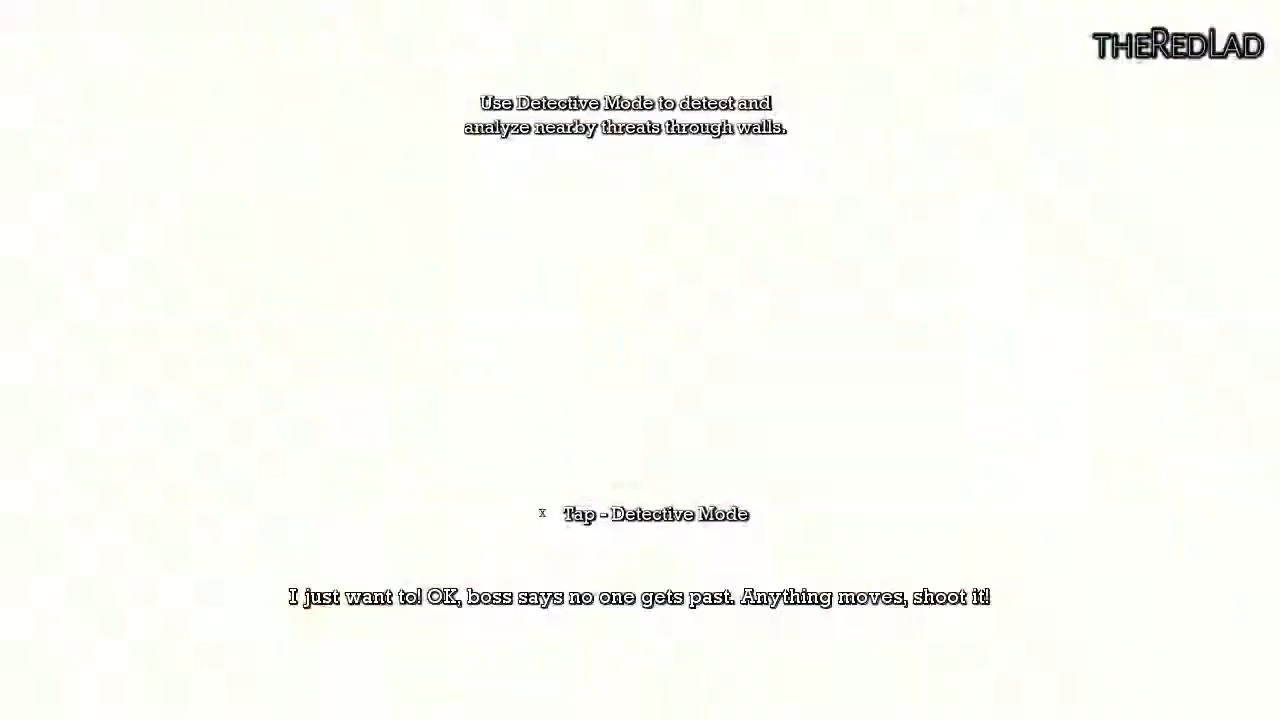 THEREDLAD
Use Detective Mode to detect and
analyze nearby threats through walls.
x Tap - Detective Mode
I just want to! OK, boss says no one gets past. Anything moves, shoot it!